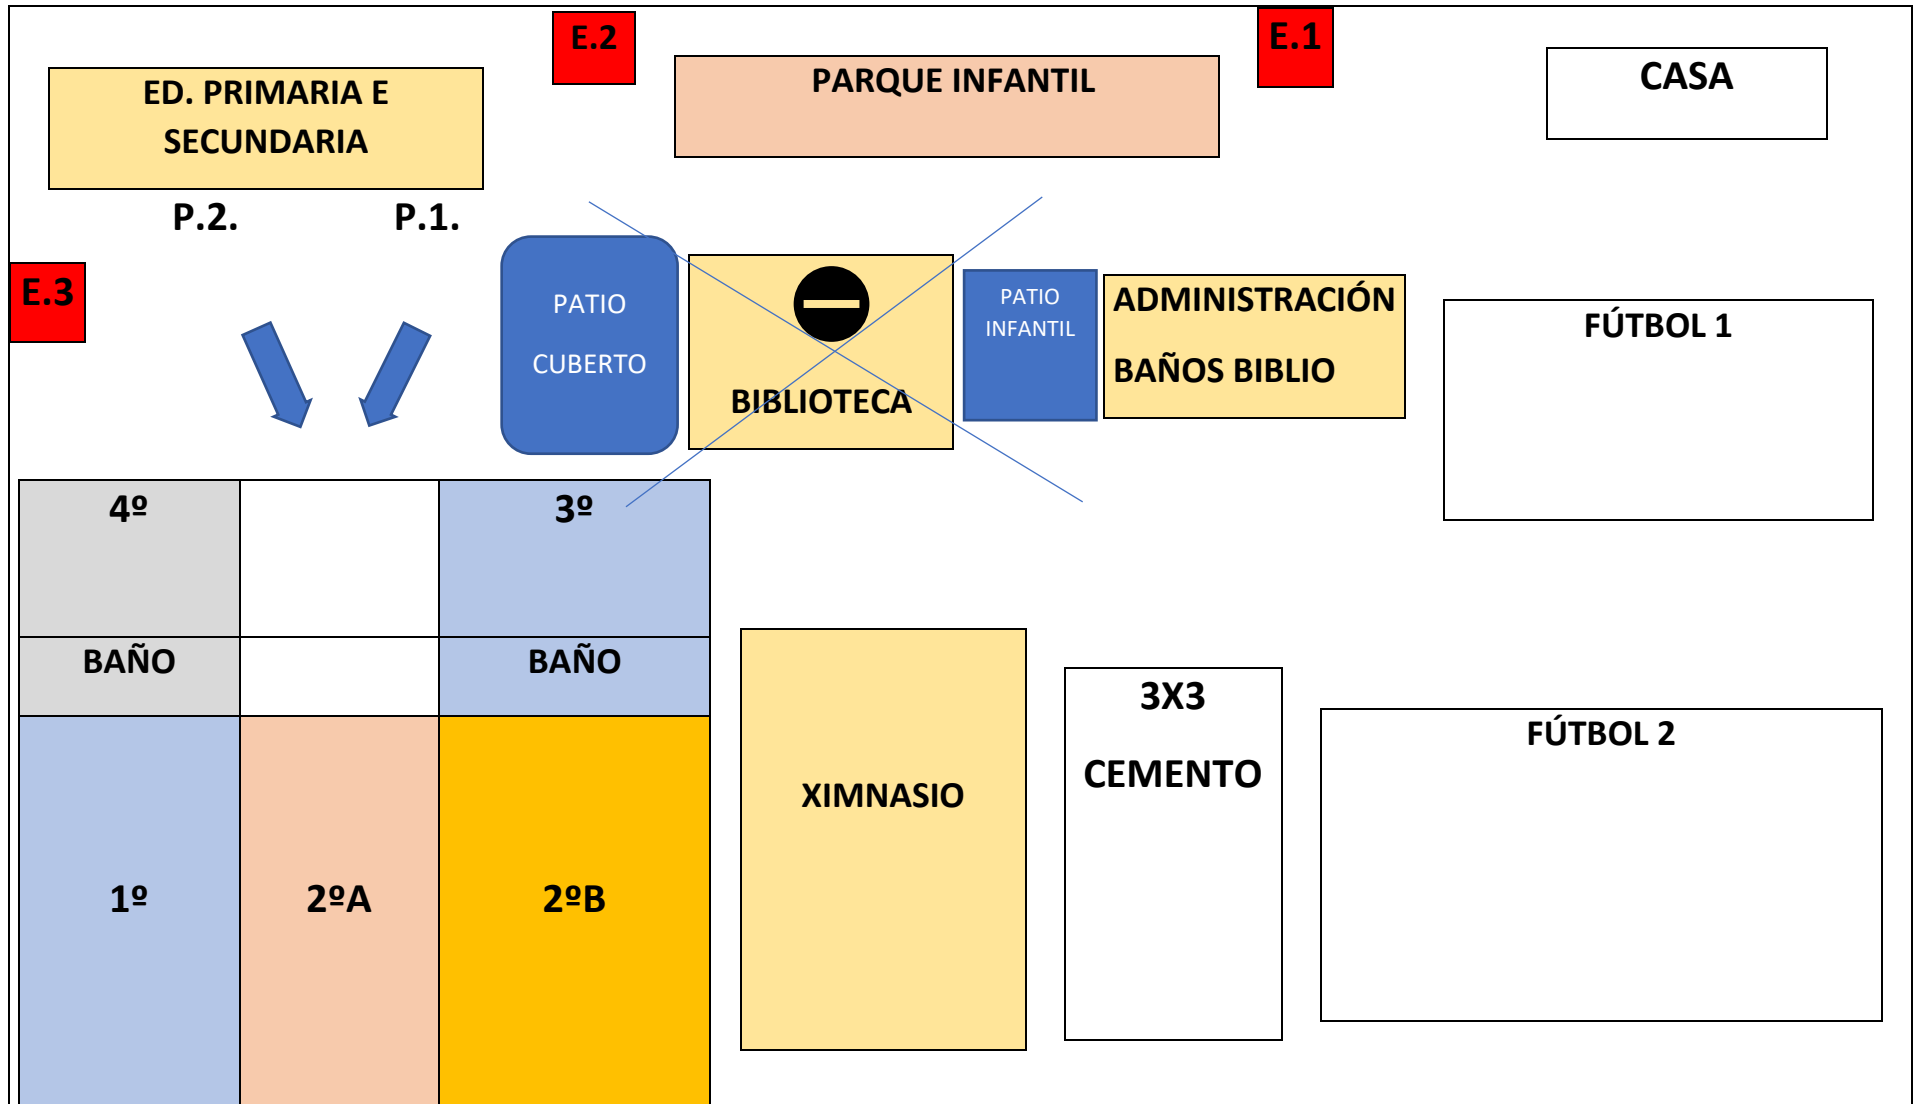 E.2
E.1
ED. PRIMARIA E
SECUNDARIA
PARQUE INFANTIL
CASA
P.2.
P.1.
E.3
PATIO
CUBERTO
BIBLIOTECA
PATIO
INFANTIL
ADMINISTRACIÓN
BAÑOS BIBLIO
FÚTBOL 1
4º
3º
BAÑO
BAÑO
1º
2ºA
2ºB
XIMNASIO
3X3
CEMENTO
FÚTBOL 2